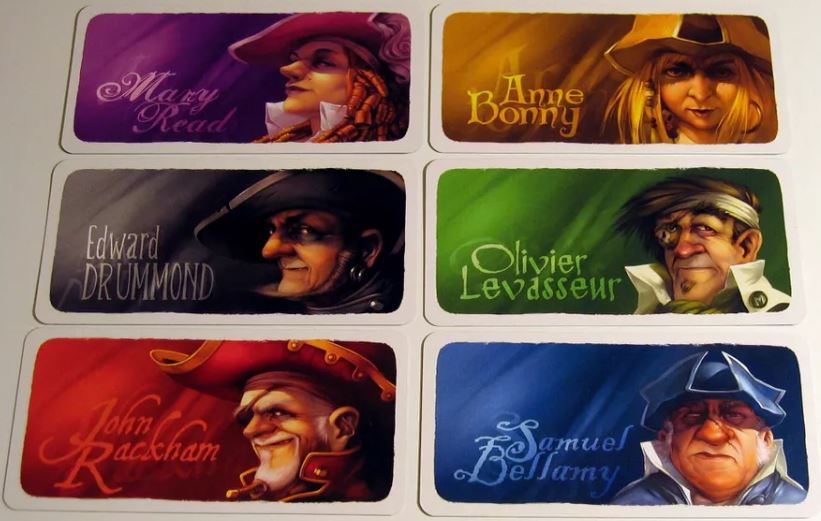 Mary
Read
Anne
Bonny
Edward
DRUMMOND
Olivier
Levasseur
M
John
Rackham
Samuel
Bellamy